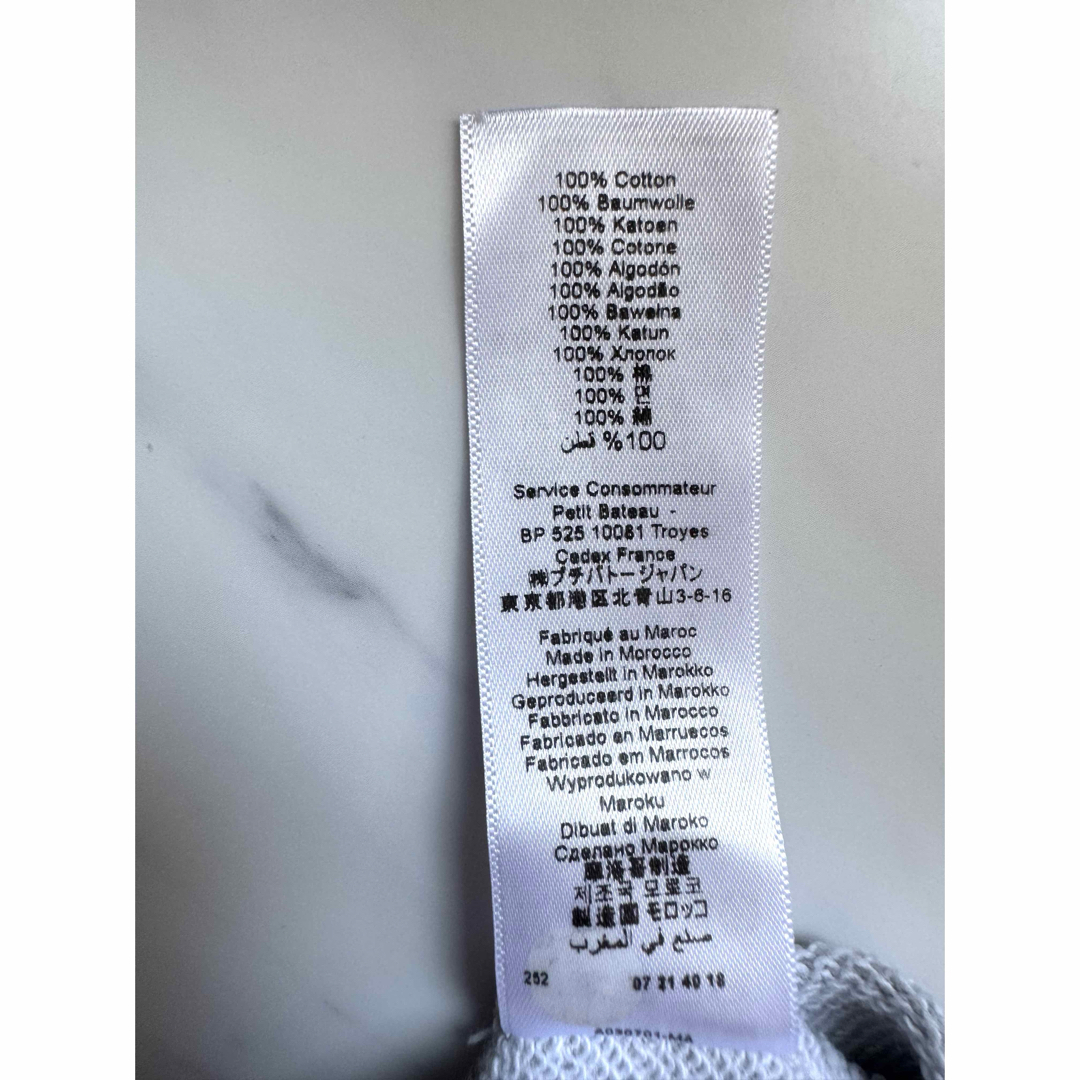 100% Cotton
100% Baumwolle
100% Katoen
100% Cotone
100% Algodón
100% Algodão
100% Bawełna
100% Katun
100% Хлопок
100% 棉
100% 면
100% 綿
100% قطن
Service Consommateur
Petit Bateau -
BP 525 10081 Troyes
Cedex France
㈱プチバトージャパン
東京都港区北青山3-6-16
Fabriqué au Maroc
Made in Morocco
Hergestellt in Marokko
Geproduceerd in Marokko
Fabbricato in Marocco
Fabricado en Marruecos
Fabricado em Marrocos
Wyprodukowano w
Maroku
Dibuat di Maroko
Сделано Марокко
摩洛哥制造
제조국 모로코
製造国 モロッコ
صنع في المغرب
252 07 31 40 18